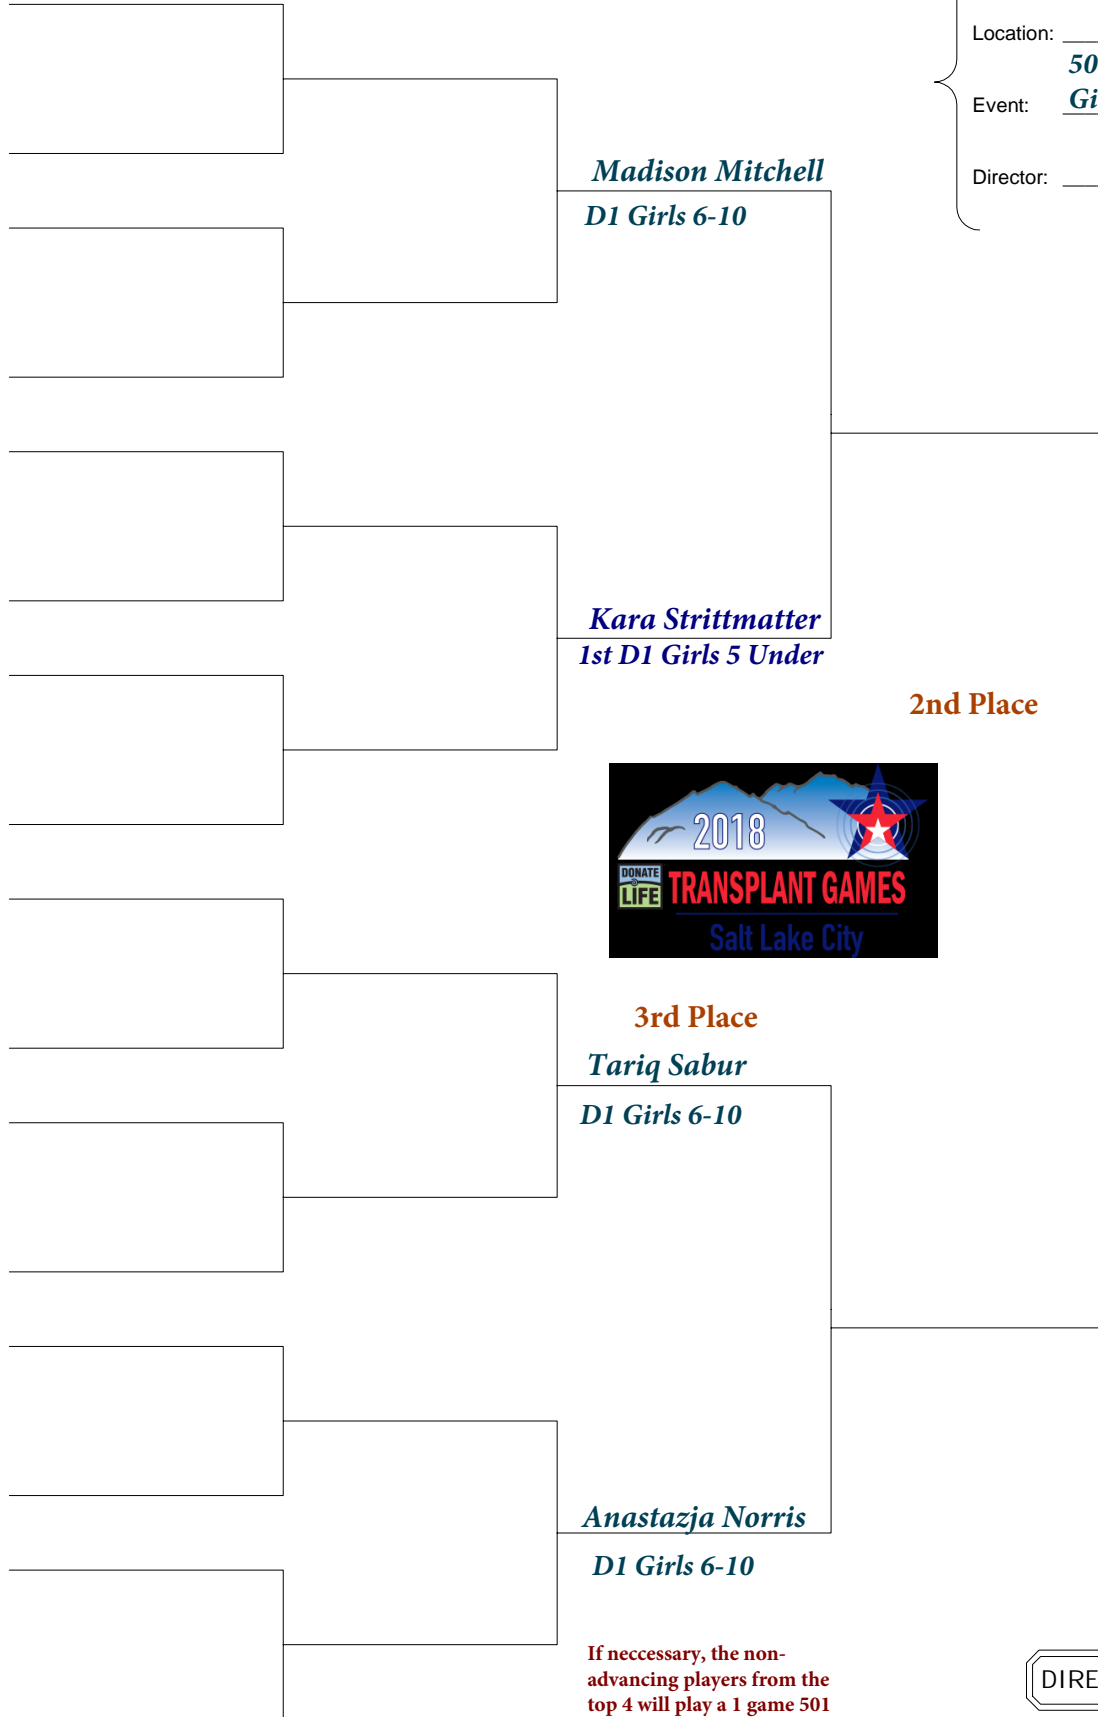 Location:
50
Event: Gi
Madison Mitchell
D1 Girls 6-10
Director:
Kara Strittmatter
1st D1 Girls 5 Under
2nd Place
2018
DONATE
LIFE
TRANSPLANT GAMES
Salt Lake City
3rd Place
Tariq Sabur
D1 Girls 6-10
Anastazja Norris
D1 Girls 6-10
If neccessary, the non-
advancing players from the
top 4 will play a 1 game 501
DIRE